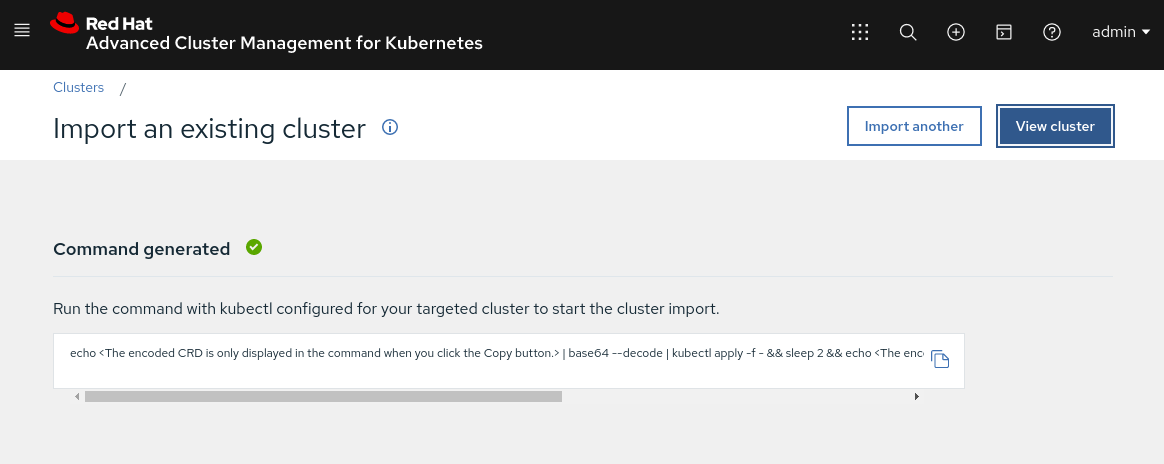 Red Hat
Advanced Cluster Management for Kubernetes
admin
Clusters /
Import an existing cluster
Import another
View cluster
Command generated
Run the command with kubectl configured for your targeted cluster to start the cluster import.
echo <The encoded CRD is only displayed in the command when you click the Copy button.> | base64 --decode | kubectl apply -f - && sleep 2 && echo <The enc